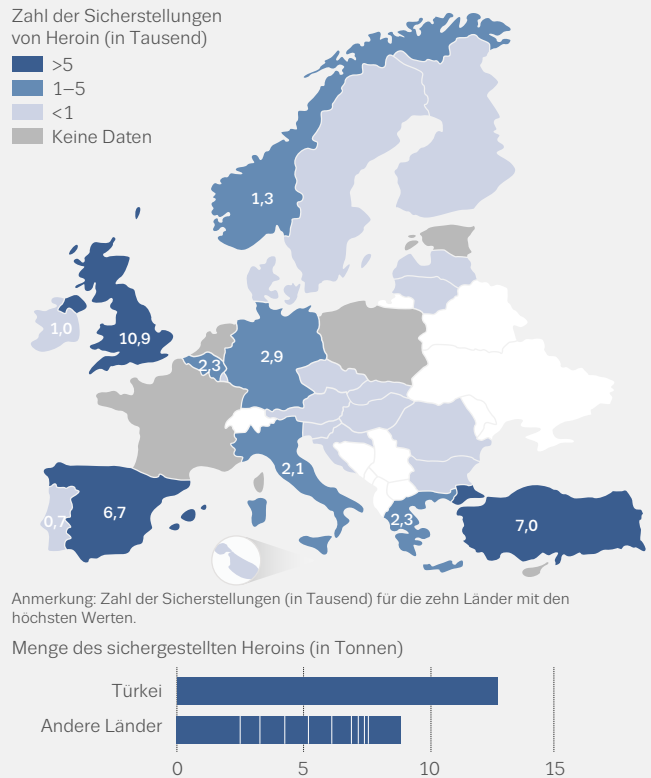 Zahl der Sicherstellungen
von Heroin (in Tausend)
>5
1–5
<1
Keine Daten
1,3
1,0
10,9
2,3
2,9
2,1
0,7
6,7
2,3
7,0
Anmerkung: Zahl der Sicherstellungen (in Tausend) für die zehn Länder mit den
höchsten Werten.
Menge des sichergestellten Heroins (in Tonnen)
Türkei
Andere Länder
0 5 10 15